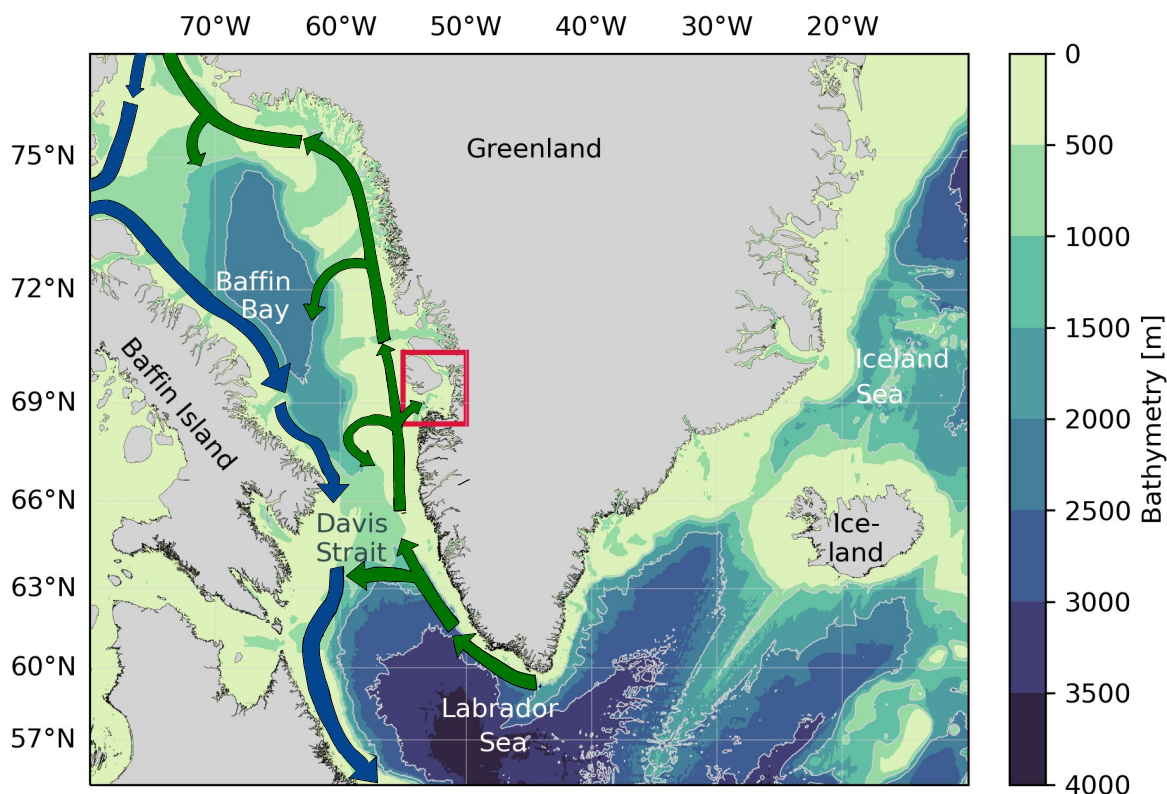 70°W 60°W 50°W 40°W 30°W 20°W
75°N
72°N
69°N
66°N
63°N
60°N
57°N
Greenland
Baffin
Bay
Baffin Island
Iceland
Sea
Davis
Strait
Ice-
land
Labrador
Sea
0
500
1000
1500
2000
2500
3000
3500
4000
Bathymetry [m]